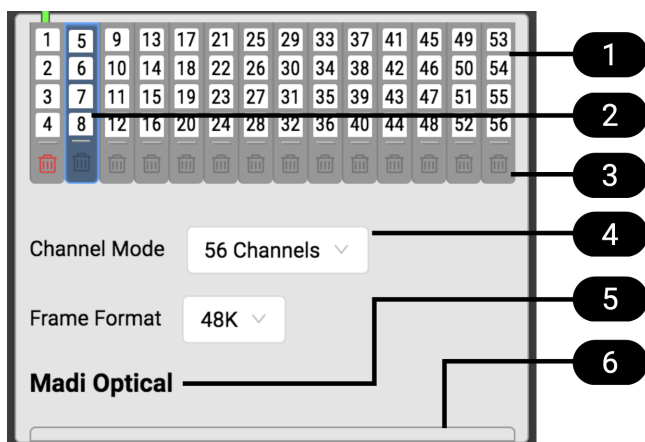 1 5 9 13 17 21 25 29 33 37 41 45 49 53 1
2 6 10 14 18 22 26 30 34 38 42 46 50 54
3 7 11 15 19 23 27 31 35 39 43 47 51 55 2
4 8 12 16 20 24 28 32 36 40 44 48 52 56
3
Channel Mode 56 Channels 4
Frame Format 48K 5
Madi Optical 6